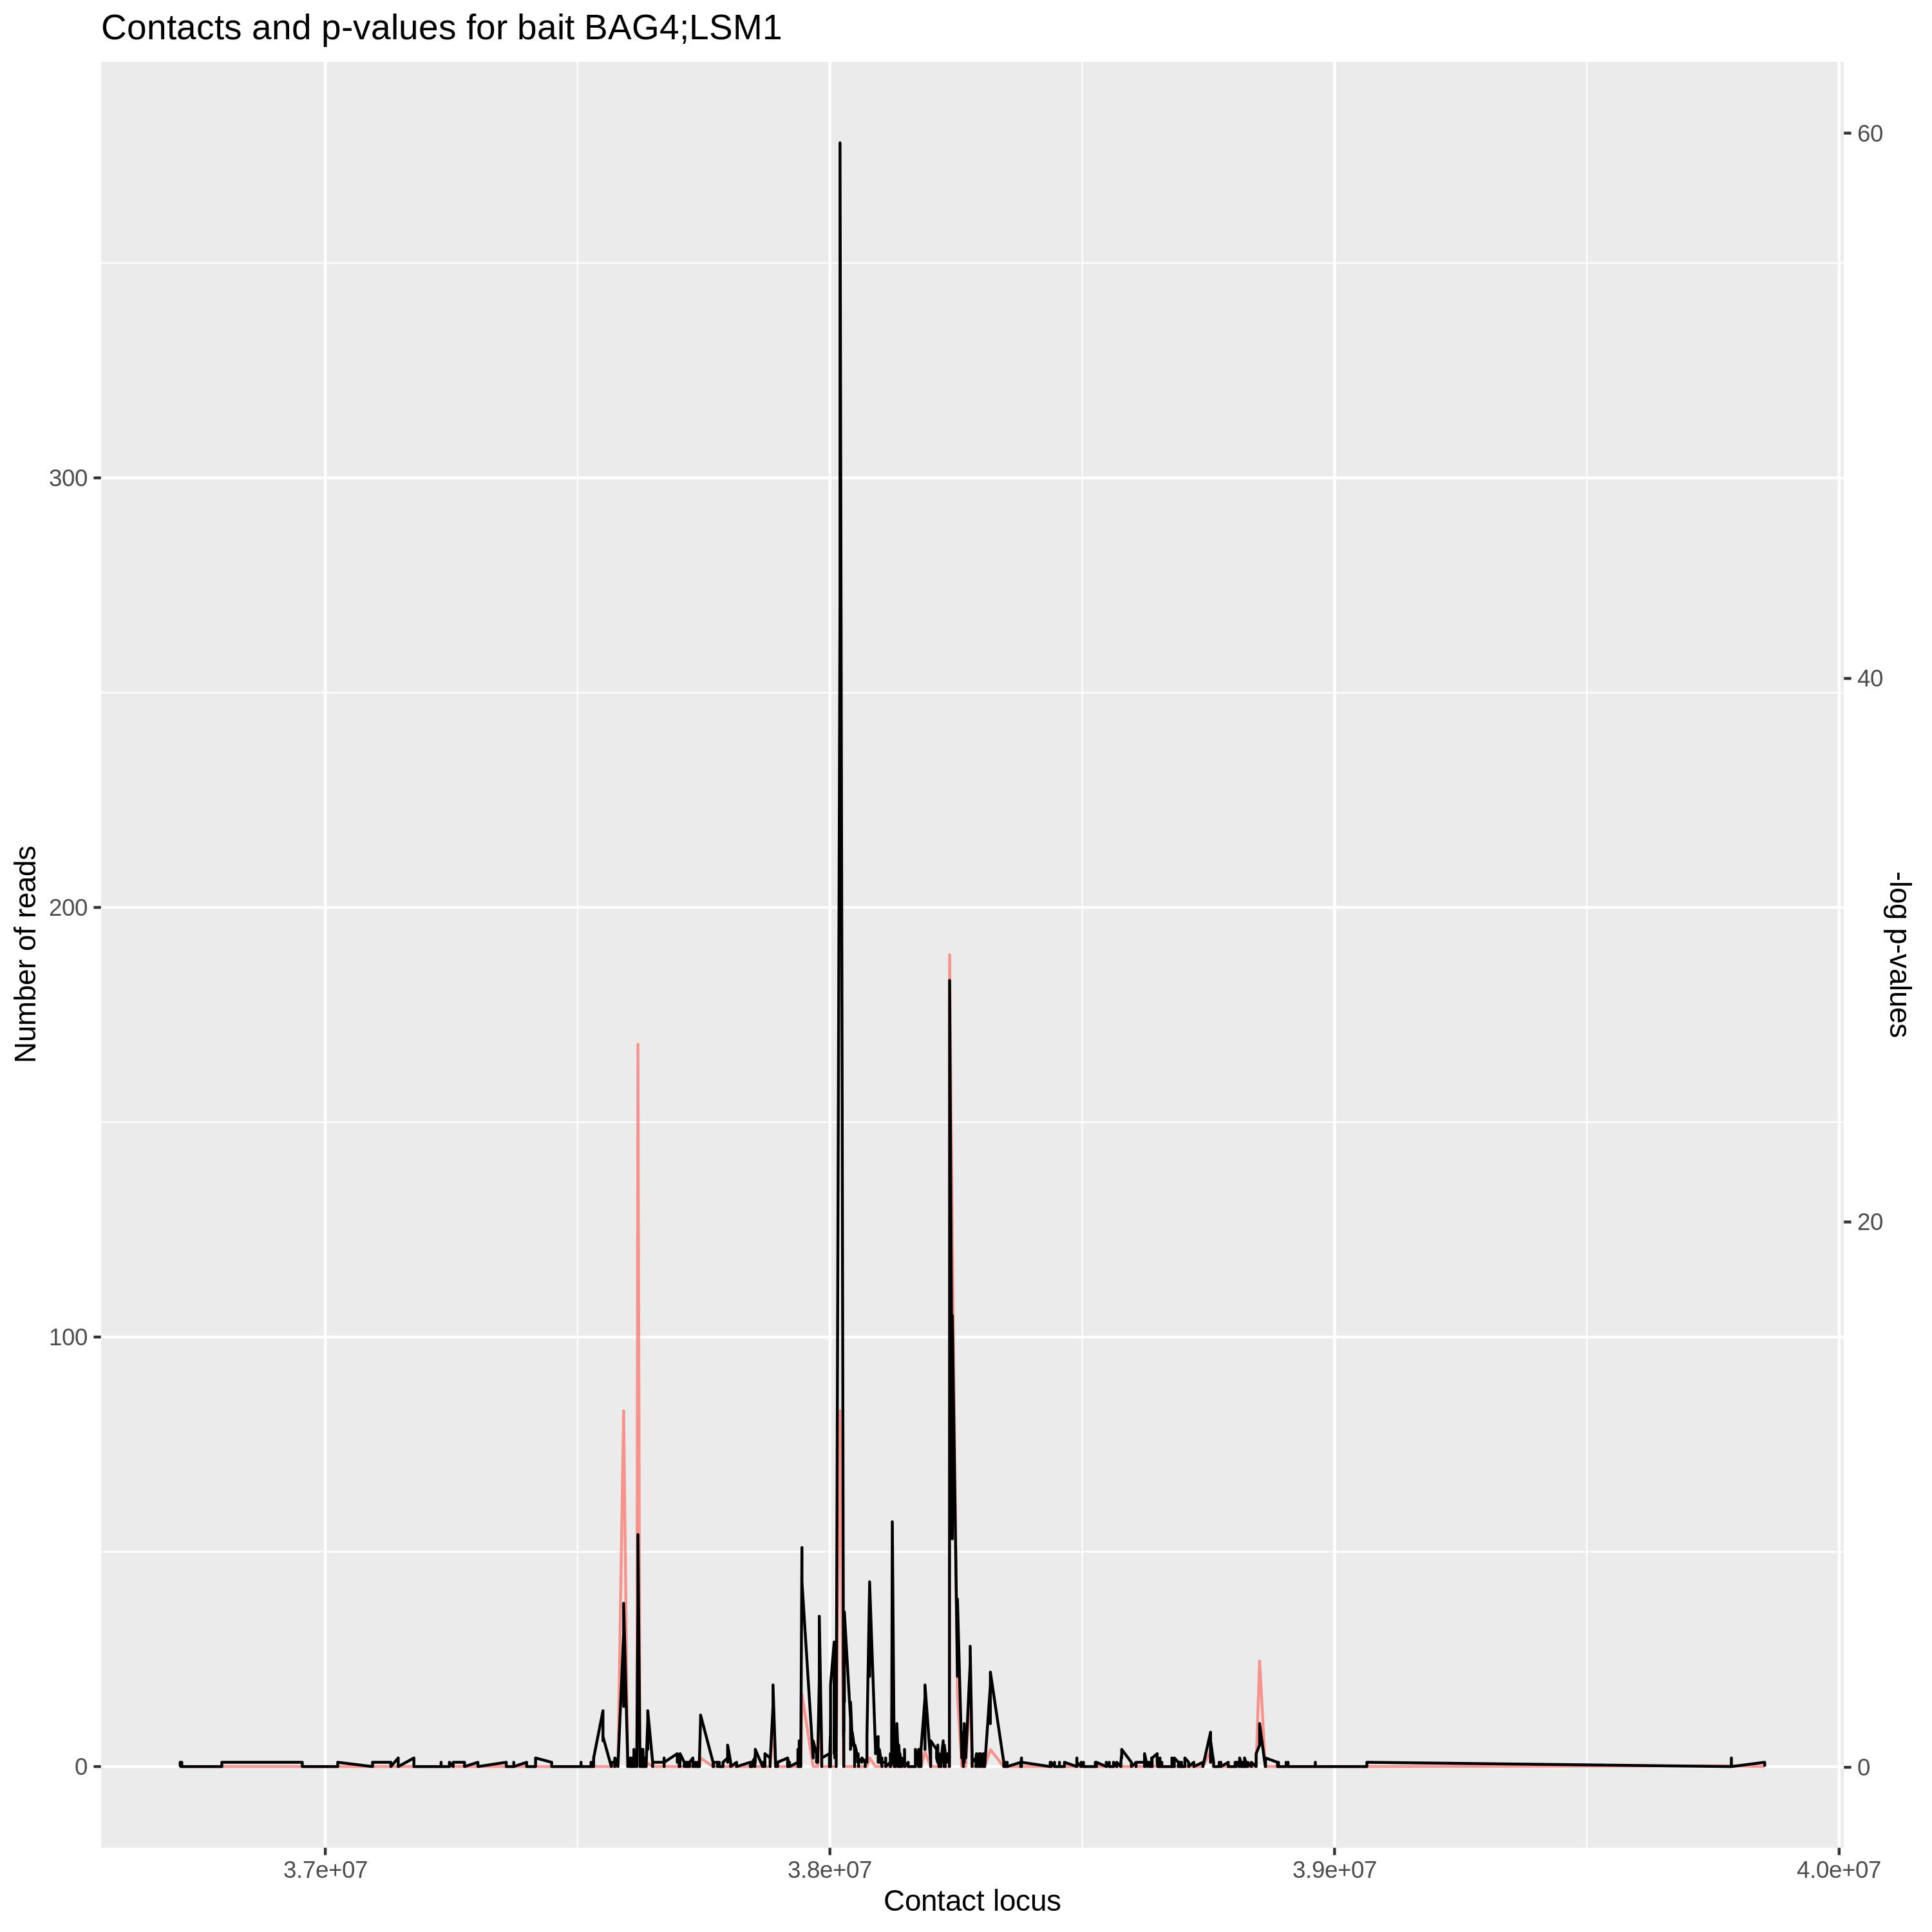 Contacts and p-values for bait BAG4;LSM1
Number of reads
300
200
100
0
60
40
20
0
-log p-values
3.7e+07 3.8e+07 3.9e+07 4.0e+07
Contact locus